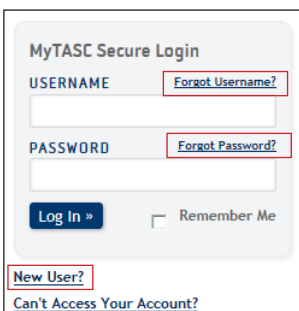 MyTASC Secure Login
USERNAME Forgot Username?
PASSWORD Forgot Password?
Log In » Remember Me
New User?
Can't Access Your Account?